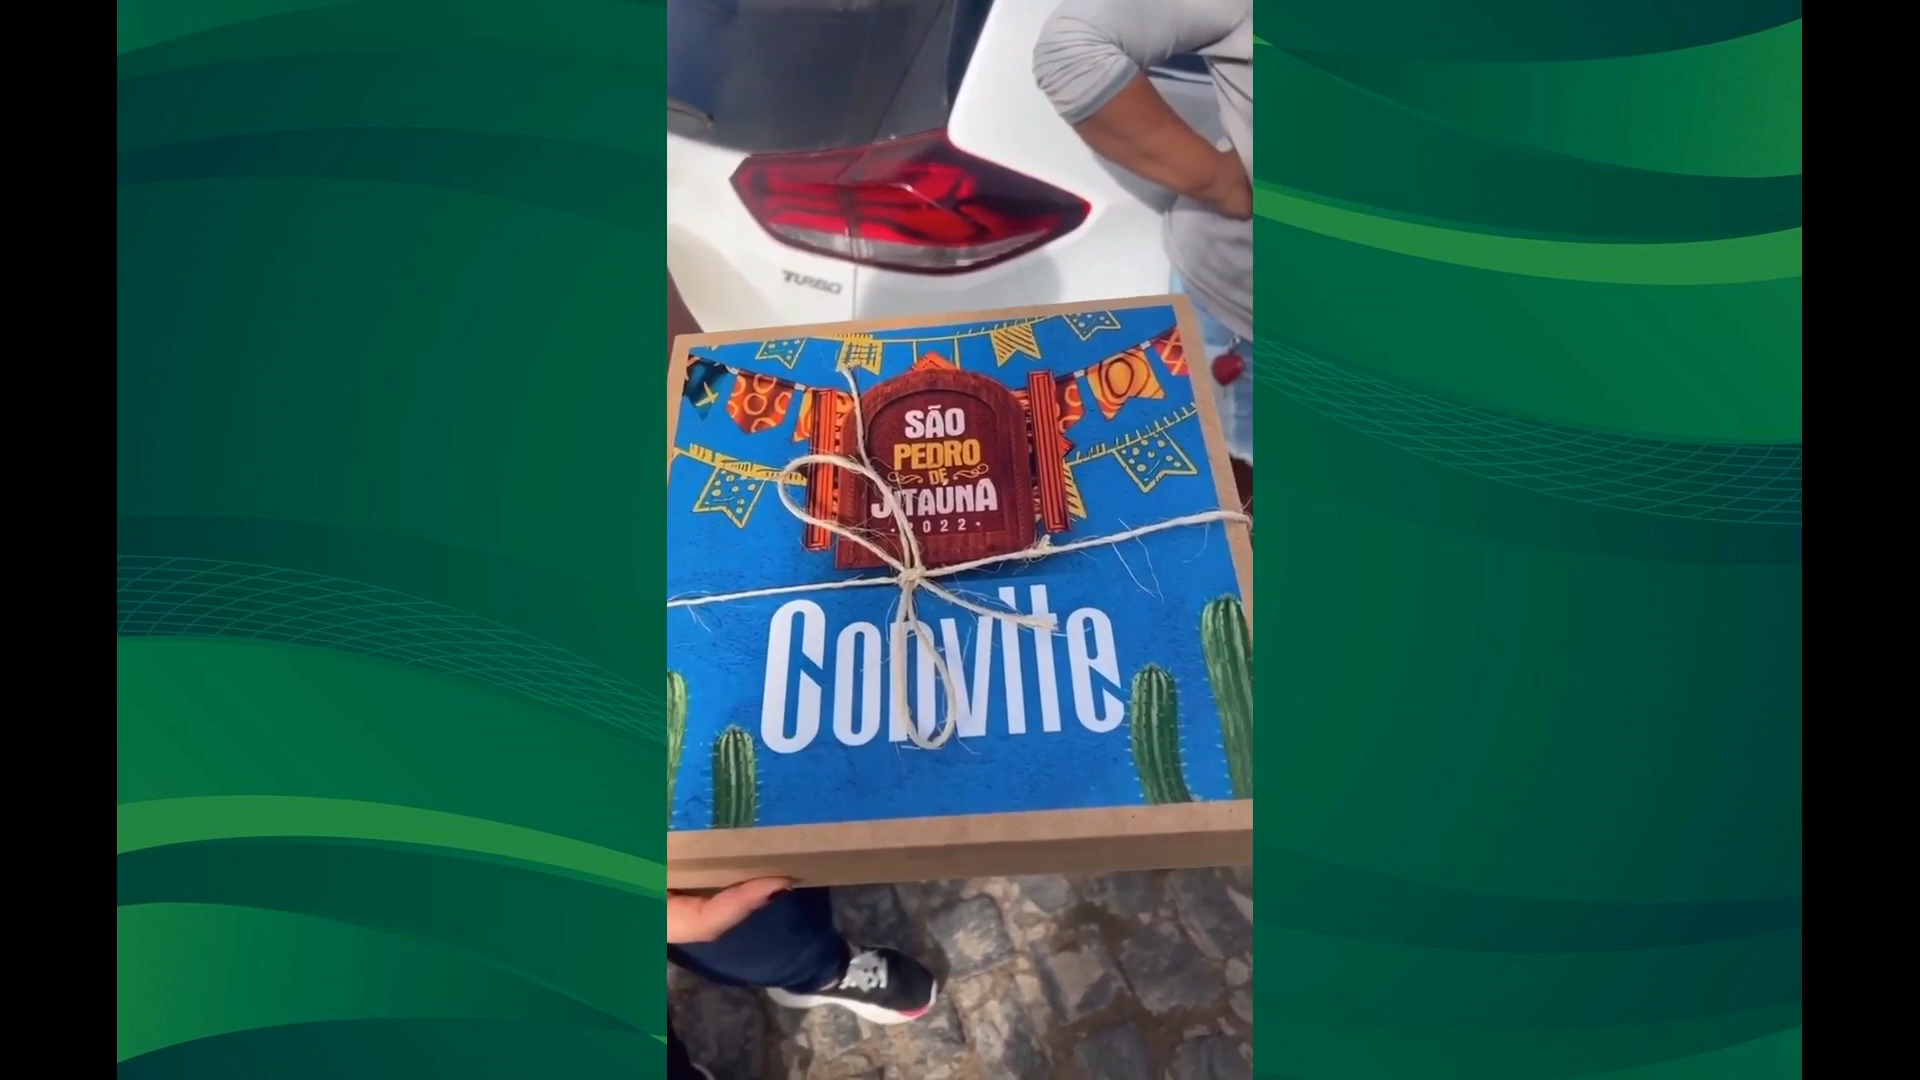 TURBO
SÃO
PEDRO
DE
JITAÚNA
·2022·
Convite